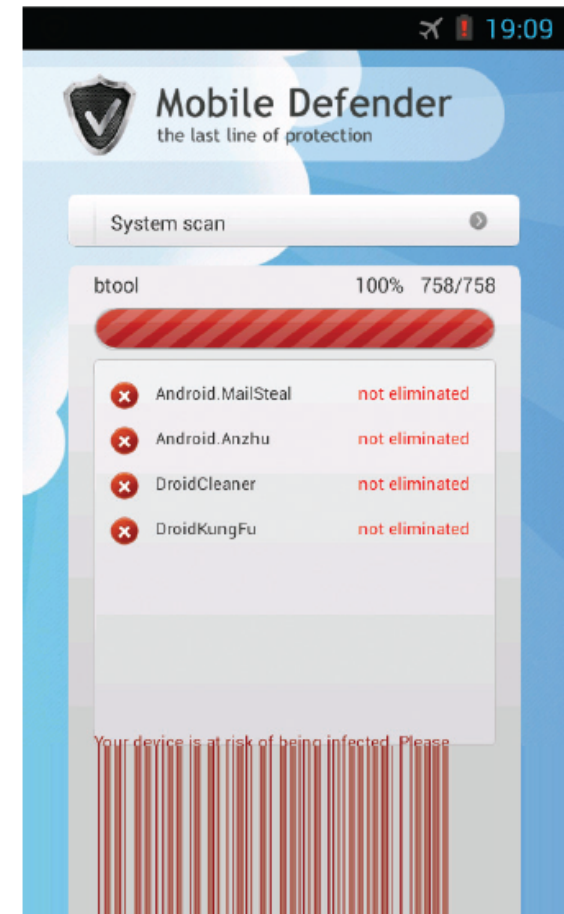 19:09
Mobile Defender
the last line of protection
System scan
btool 100% 758/758
Android.MailSteal not eliminated
Android.Anzhu not eliminated
DroidCleaner not eliminated
DroidKungFu not eliminated
Your device is at risk of being infected. Please